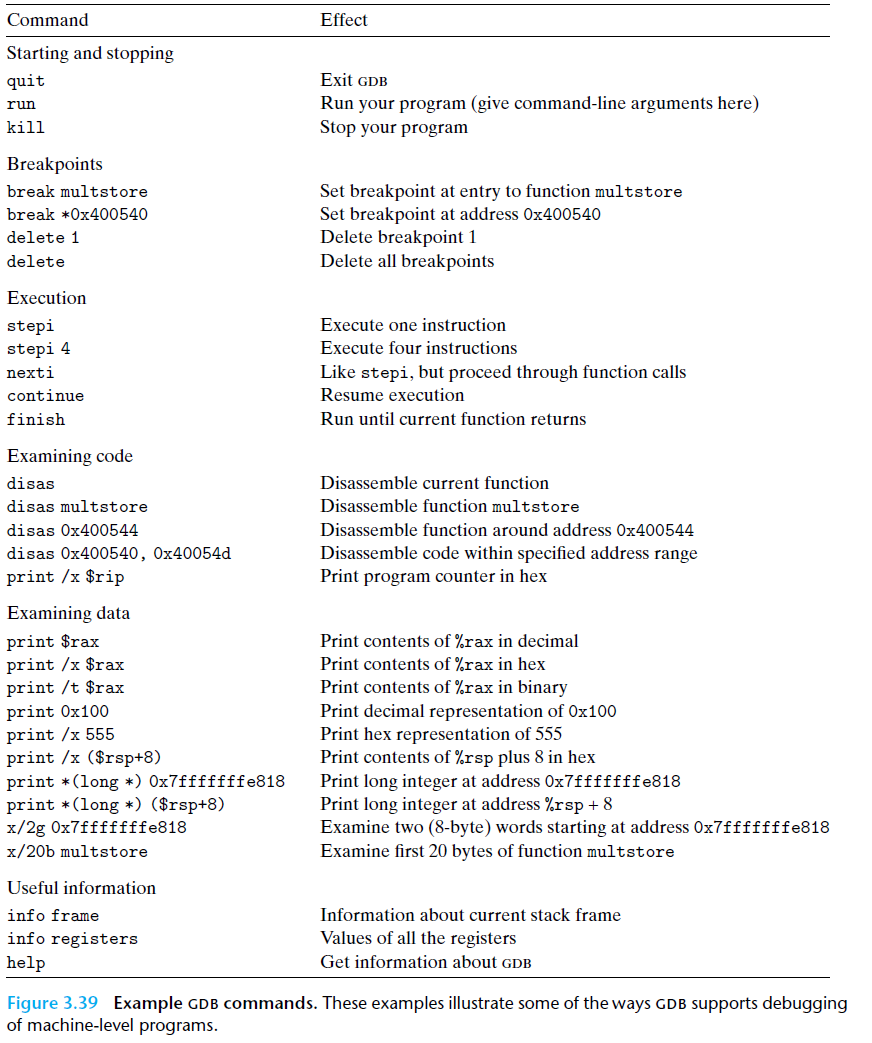 Command Effect
Starting and stopping
quit Exit GDB
run Run your program (give command-line arguments here)
kill Stop your program
Breakpoints
break multstore Set breakpoint at entry to function multstore
break *0x400540 Set breakpoint at address 0x400540
delete 1 Delete breakpoint 1
delete Delete all breakpoints
Execution
stepi Execute one instruction
stepi 4 Execute four instructions
nexti Like stepi, but proceed through function calls
continue Resume execution
finish Run until current function returns
Examining code
disas Disassemble current function
disas multstore Disassemble function multstore
disas 0x400544 Disassemble function around address 0x400544
disas 0x400540, 0x40054d Disassemble code within specified address range
print /x $rip Print program counter in hex
Examining data
print $rax Print contents of %rax in decimal
print /x $rax Print contents of %rax in hex
print /t $rax Print contents of %rax in binary
print 0x100 Print decimal representation of 0x100
print /x 555 Print hex representation of 555
print /x ($rsp+8) Print contents of %rsp plus 8 in hex
print *(long *) 0x7fffffffe818 Print long integer at address 0x7fffffffe818
print *(long *) ($rsp+8) Print long integer at address %rsp + 8
x/2g 0x7fffffffe818 Examine two (8-byte) words starting at address 0x7fffffffe818
x/20b multstore Examine first 20 bytes of function multstore
Useful information
info frame Information about current stack frame
info registers Values of all the registers
help Get information about GDB
Figure 3.39 Example GDB commands. These examples illustrate some of the ways GDB supports debugging
of machine-level programs.